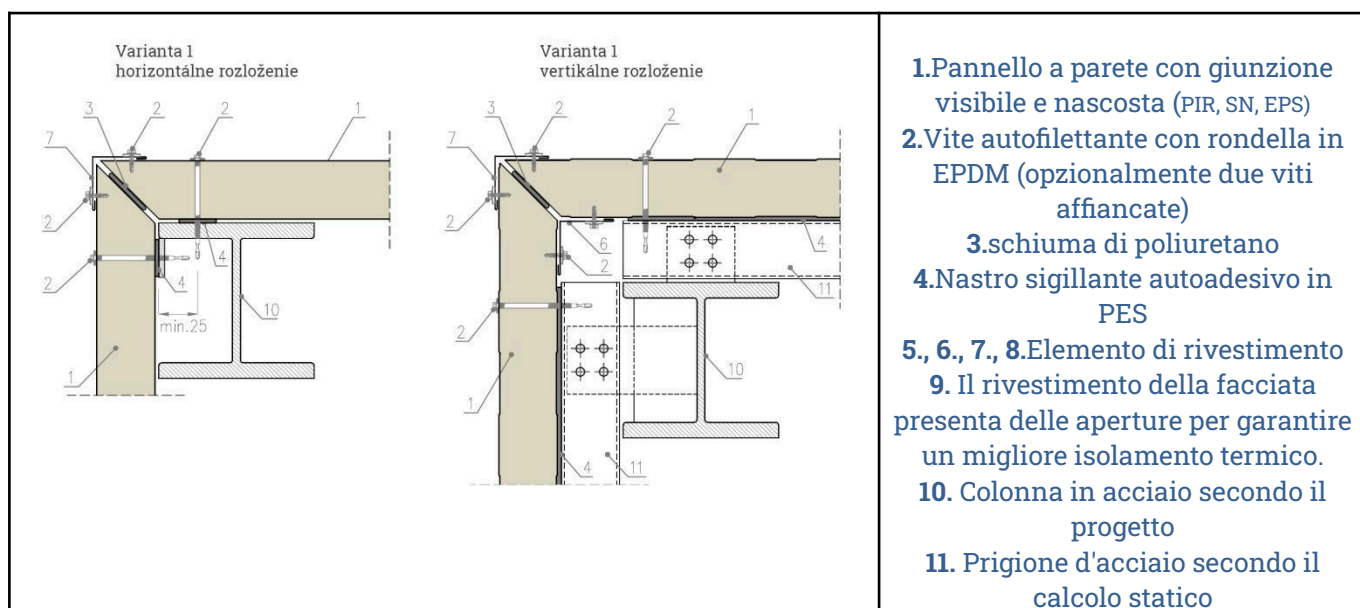 Varianta 1
horizontálne rozloženie
3
2
2
1
7
2
2
4
4
10
min.25
1
Varianta 1
vertikálne rozloženie
3
2
2
1
7
2
6
4
2
11
2
10
1
4
11
1.Pannello a parete con giunzione
visibile e nascosta (PIR, SN, EPS)
2.Vite autofilettante con rondella in
EPDM (opzionalmente due viti
affiancate)
3.schiuma di poliuretano
4.Nastro sigillante autoadesivo in
PES
5., 6., 7., 8.Elemento di rivestimento
9. Il rivestimento della facciata
presenta delle aperture per garantire
un migliore isolamento termico.
10. Colonna in acciaio secondo il
progetto
11. Prigione d'acciaio secondo il
calcolo statico